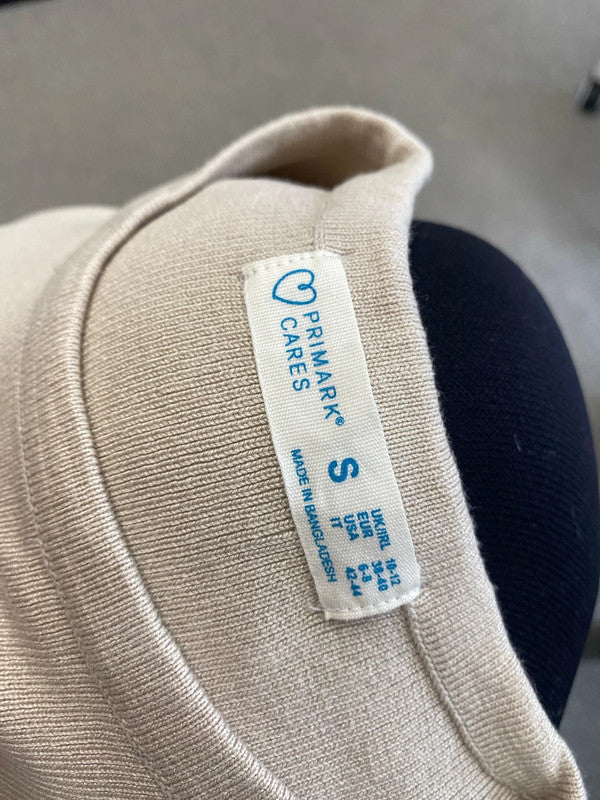 PRIMARK®
CARES
S
UK/IRL 10-12
EUR 38-40
USA 6-8
IT 42-44
MADE IN BANGLADESH